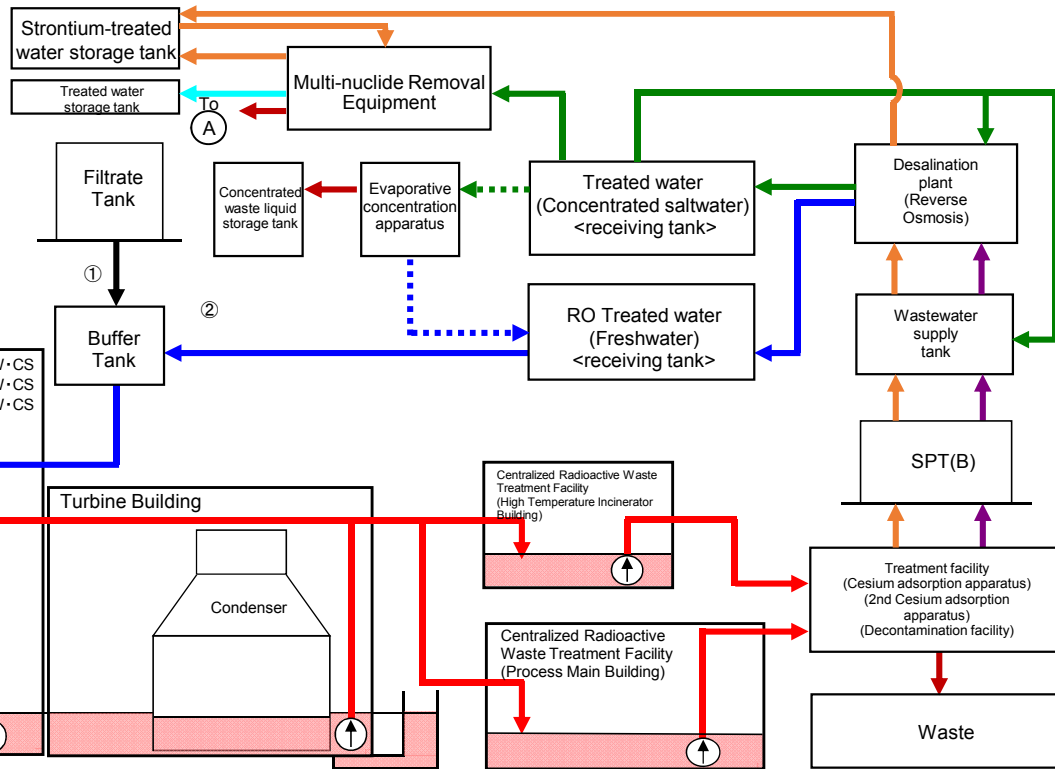 Strontium-treated
water storage tank
Treated water
storage tank
To
A
Multi-nuclide Removal
Equipment
Filtrate
Tank
Concentrated
waste liquid
storage tank
Evaporative
concentration
apparatus
Treated water
(Concentrated saltwater)
<receiving tank>
Desalination
plant
(Reverse
Osmosis)
①
②
Buffer
Tank
RO Treated water
(Freshwater)
<receiving tank>
Wastewater
supply
tank
・CS
・CS
・CS
SPT(B)
Turbine Building
Condenser
Centralized Radioactive Waste
Treatment Facility
(High Temperature Incinerator
Building)
Centralized Radioactive
Waste Treatment Facility
(Process Main Building)
Treatment facility
(Cesium adsorption apparatus)
(2nd Cesium adsorption
apparatus)
(Decontamination facility)
Waste